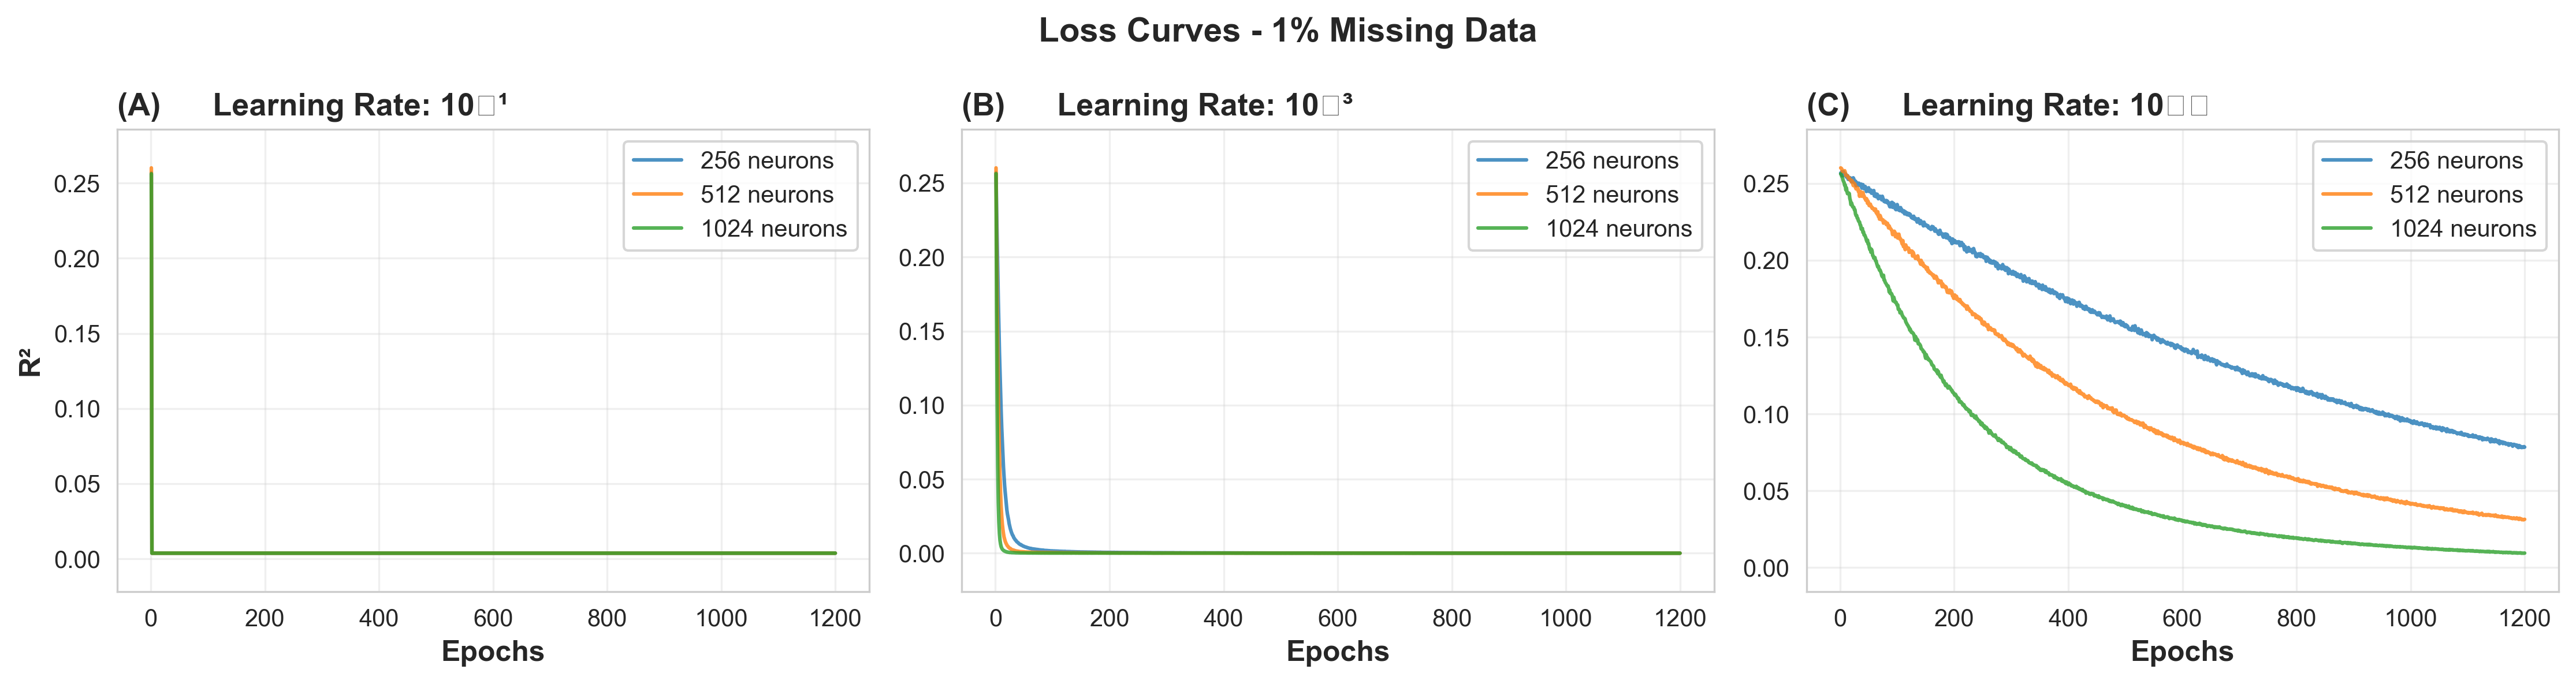 Loss Curves - 1% Missing Data
(A) Learning Rate: 10□¹
256 neurons
512 neurons
1024 neurons
R²
0.25
0.20
0.15
0.10
0.05
0.00
0 200 400 600 800 1000 1200
Epochs
(B) Learning Rate: 10□³
256 neurons
512 neurons
1024 neurons
0.25
0.20
0.15
0.10
0.05
0.00
0 200 400 600 800 1000 1200
Epochs
(C) Learning Rate: 10□□
256 neurons
512 neurons
1024 neurons
0.25
0.20
0.15
0.10
0.05
0.00
0 200 400 600 800 1000 1200
Epochs